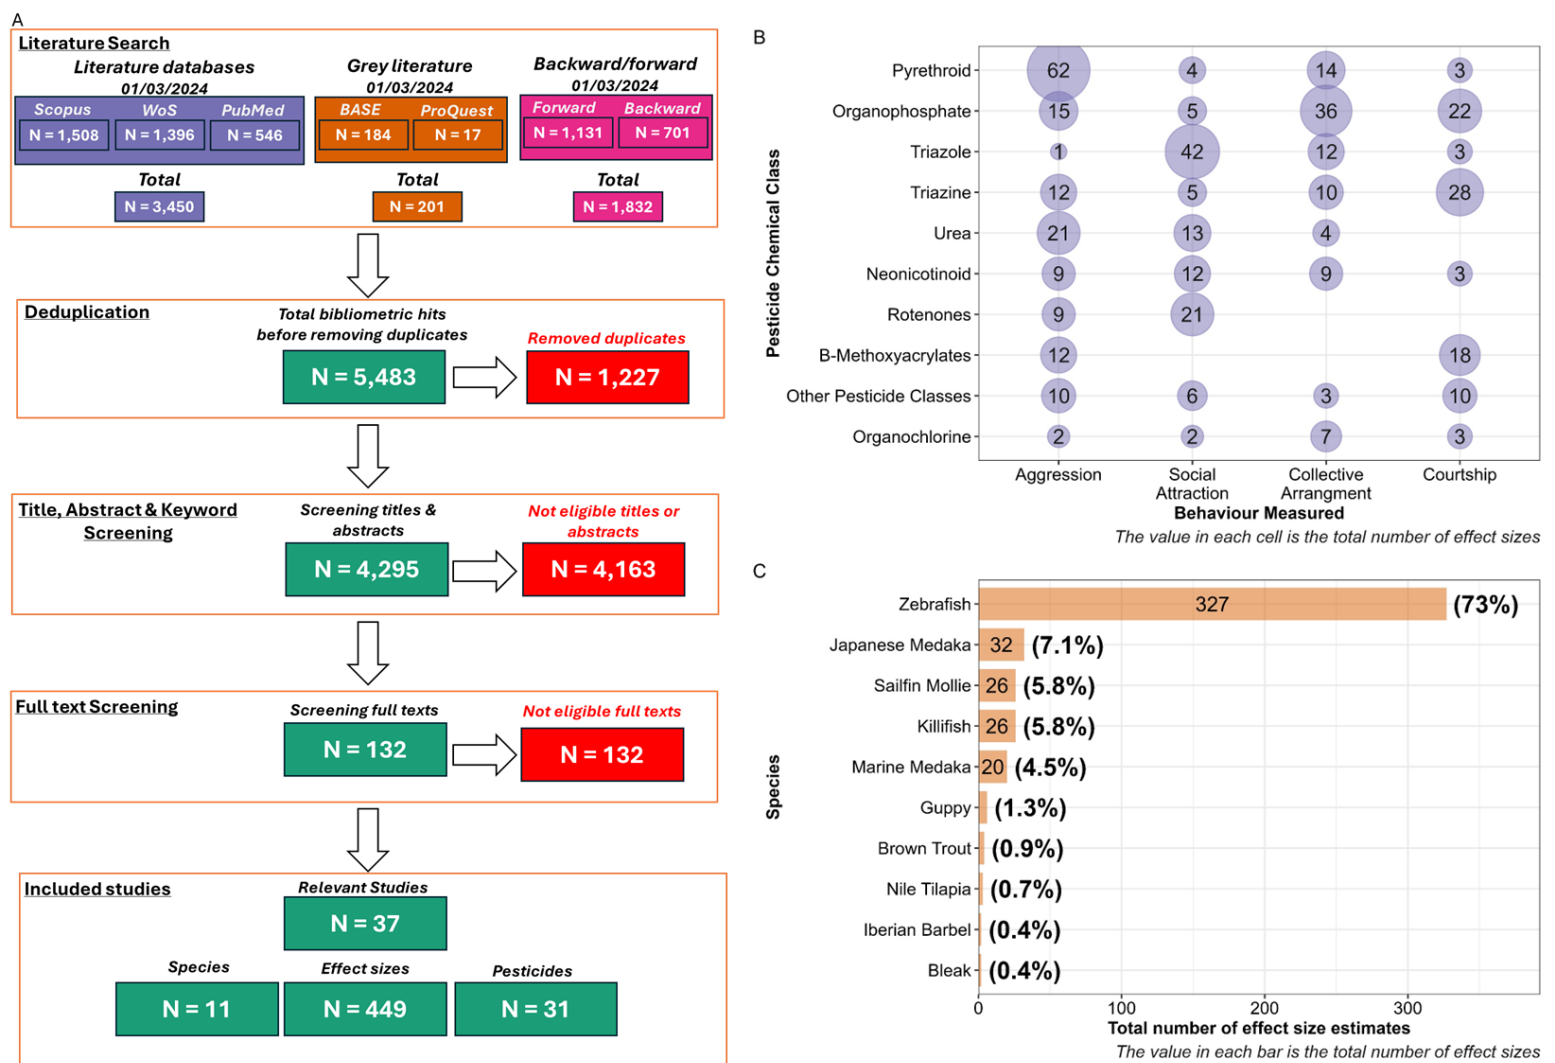 A
Literature Search
Literature databases
01/03/2024
Scopus WoS PubMed
N = 1,508 N = 1,396 N = 546
Total
N = 3,450
Grey literature
01/03/2024
BASE ProQuest
N = 184 N = 17
Total
N = 201
Backward/forward
01/03/2024
Forward Backward
N = 1,131 N = 701
Total
N = 1,832
Deduplication
Total bibliometric hits
before removing duplicates
N = 5,483
Removed duplicates
N = 1,227
Title, Abstract & Keyword
Screening
Screening titles &
abstracts
N = 4,295
Not eligible titles or
abstracts
N = 4,163
Full text Screening
Screening full texts
N = 132
Not eligible full texts
N = 132
Included studies
Relevant Studies
N = 37
Species
N = 11
Effect sizes
N = 449
Pesticides
N = 31
B
Pesticide Chemical Class
Pyrethroid 62 4 14 3
Organophosphate 15 5 36 22
Triazole 1 42 12 3
Triazine 12 5 10 28
Urea 21 13 4
Neonicotinoid 9 12 9 3
Rotenones 9 21
B-Methoxyacrylates 12 18
Other Pesticide Classes 10 6 3 10
Organochlorine 2 2 7 3
Aggression
Social
Attraction
Collective
Arrangment
Courtship
Behaviour Measured
The value in each cell is the total number of effect sizes
C
Species
Zebrafish 327 (73%)
Japanese Medaka 32 (7.1%)
Sailfin Mollie 26 (5.8%)
Killifish 26 (5.8%)
Marine Medaka 20 (4.5%)
Guppy (1.3%)
Brown Trout (0.9%)
Nile Tilapia (0.7%)
Iberian Barbel (0.4%)
Bleak (0.4%)
0 100 200 300
Total number of effect size estimates
The value in each bar is the total number of effect sizes